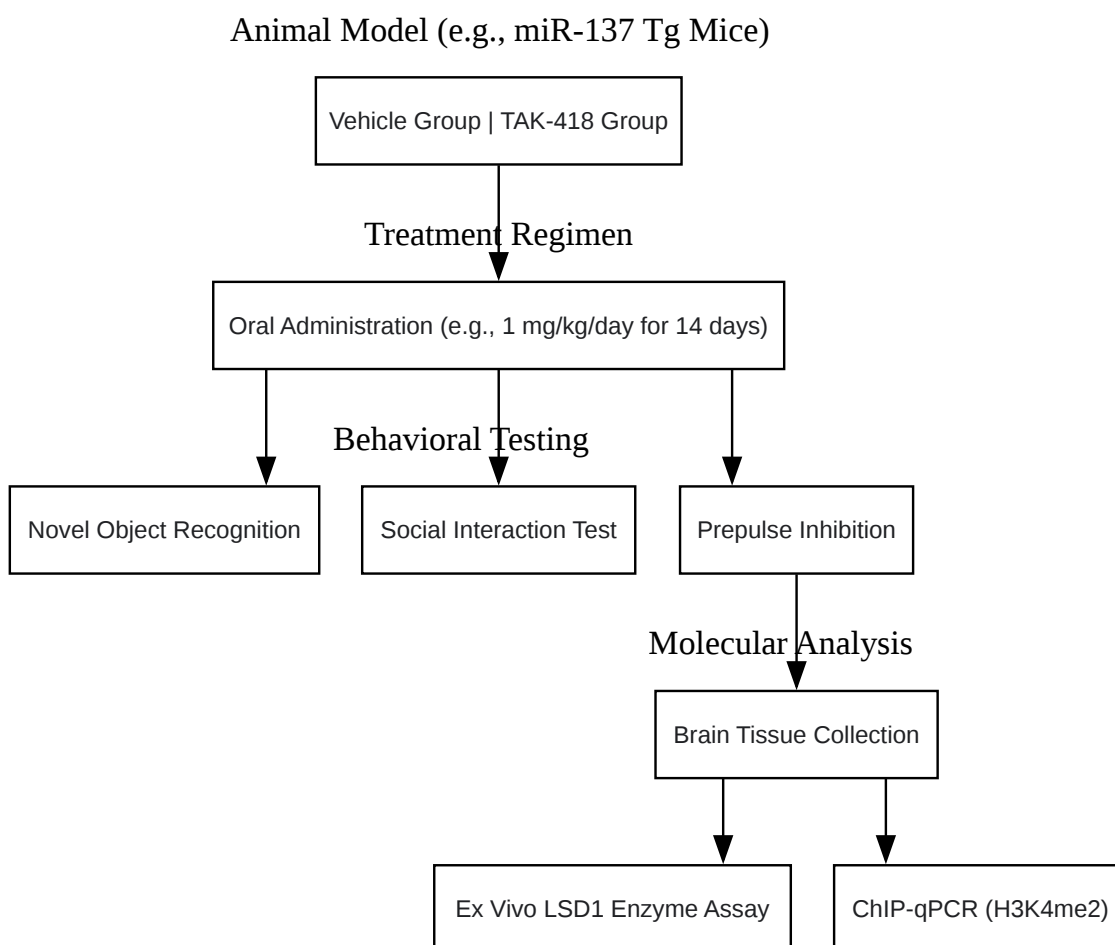 Animal Model (e.g., miR-137 Tg Mice)
Vehicle Group | TAK-418 Group
Treatment Regimen
Oral Administration (e.g., 1 mg/kg/day for 14 days)
Behavioral Testing
Novel Object Recognition
Social Interaction Test
Prepulse Inhibition
Molecular Analysis
Brain Tissue Collection
Ex Vivo LSD1 Enzyme Assay
ChIP-qPCR (H3K4me2)